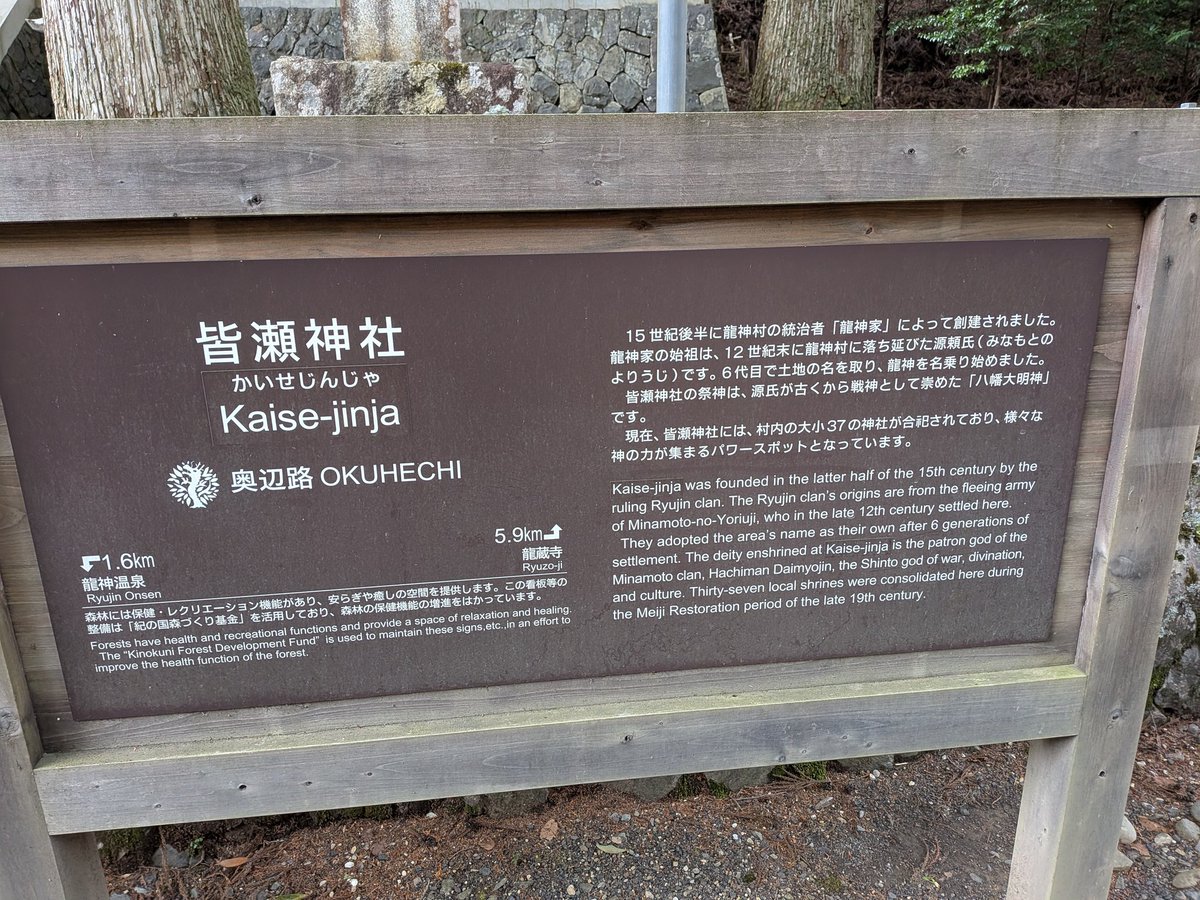 皆瀬神社
かいせじんじゃ
Kaise-jinja
奥辺路 OKUHECHI
1.6km
龍神温泉
Ryujin Onsen
5.9km
龍蔵寺
Ryuzo-ji
森林には保健・レクリエーション機能があり、安らぎや癒しの空間を提供します。この看板等の
整備は「紀の国森づくり基金」を活用しており、森林の保健機能の増進をはかっています。
Forests have health and recreational functions and provide a space of relaxation and healing.
The "Kinokuni Forest Development Fund" is used to maintain these signs,etc.,in an effort to
improve the health function of the forest.
15世紀後半に龍神村の統治者「龍神家」によって創建されました。
龍神家の始祖は、12世紀末に龍神村に落ち延びた源頼氏(みなもとの
よりうじ)です。6代目で土地の名を取り、龍神を名乗り始めました。
皆瀬神社の祭神は、源氏が古くから戦神として崇めた「八幡大明神」
です。
現在、皆瀬神社には、村内の大小37の神社が合祀されており、様々な
神の力が集まるパワースポットとなっています。
Kaise-jinja was founded in the latter half of the 15th century by the
ruling Ryujin clan. The Ryujin clan's origins are from the fleeing army
of Minamoto-no-Yoriuji, who in the late 12th century settled here.
They adopted the area's name as their own after 6 generations of
settlement. The deity enshrined at Kaise-jinja is the patron god of the
Minamoto clan, Hachiman Daimyojin, the Shinto god of war, divination,
and culture. Thirty-seven local shrines were consolidated here during
the Meiji Restoration period of the late 19th century.